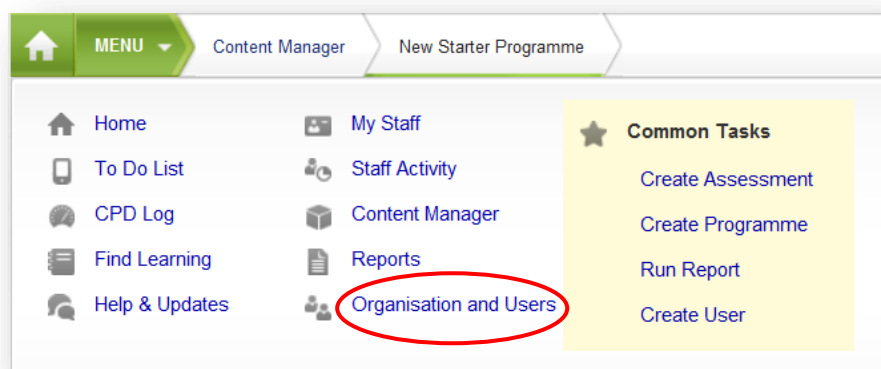 MENU
Content Manager
New Starter Programme
Home
To Do List
CPD Log
Find Learning
Help & Updates
My Staff
Staff Activity
Content Manager
Reports
Organisation and Users
Common Tasks
Create Assessment
Create Programme
Run Report
Create User